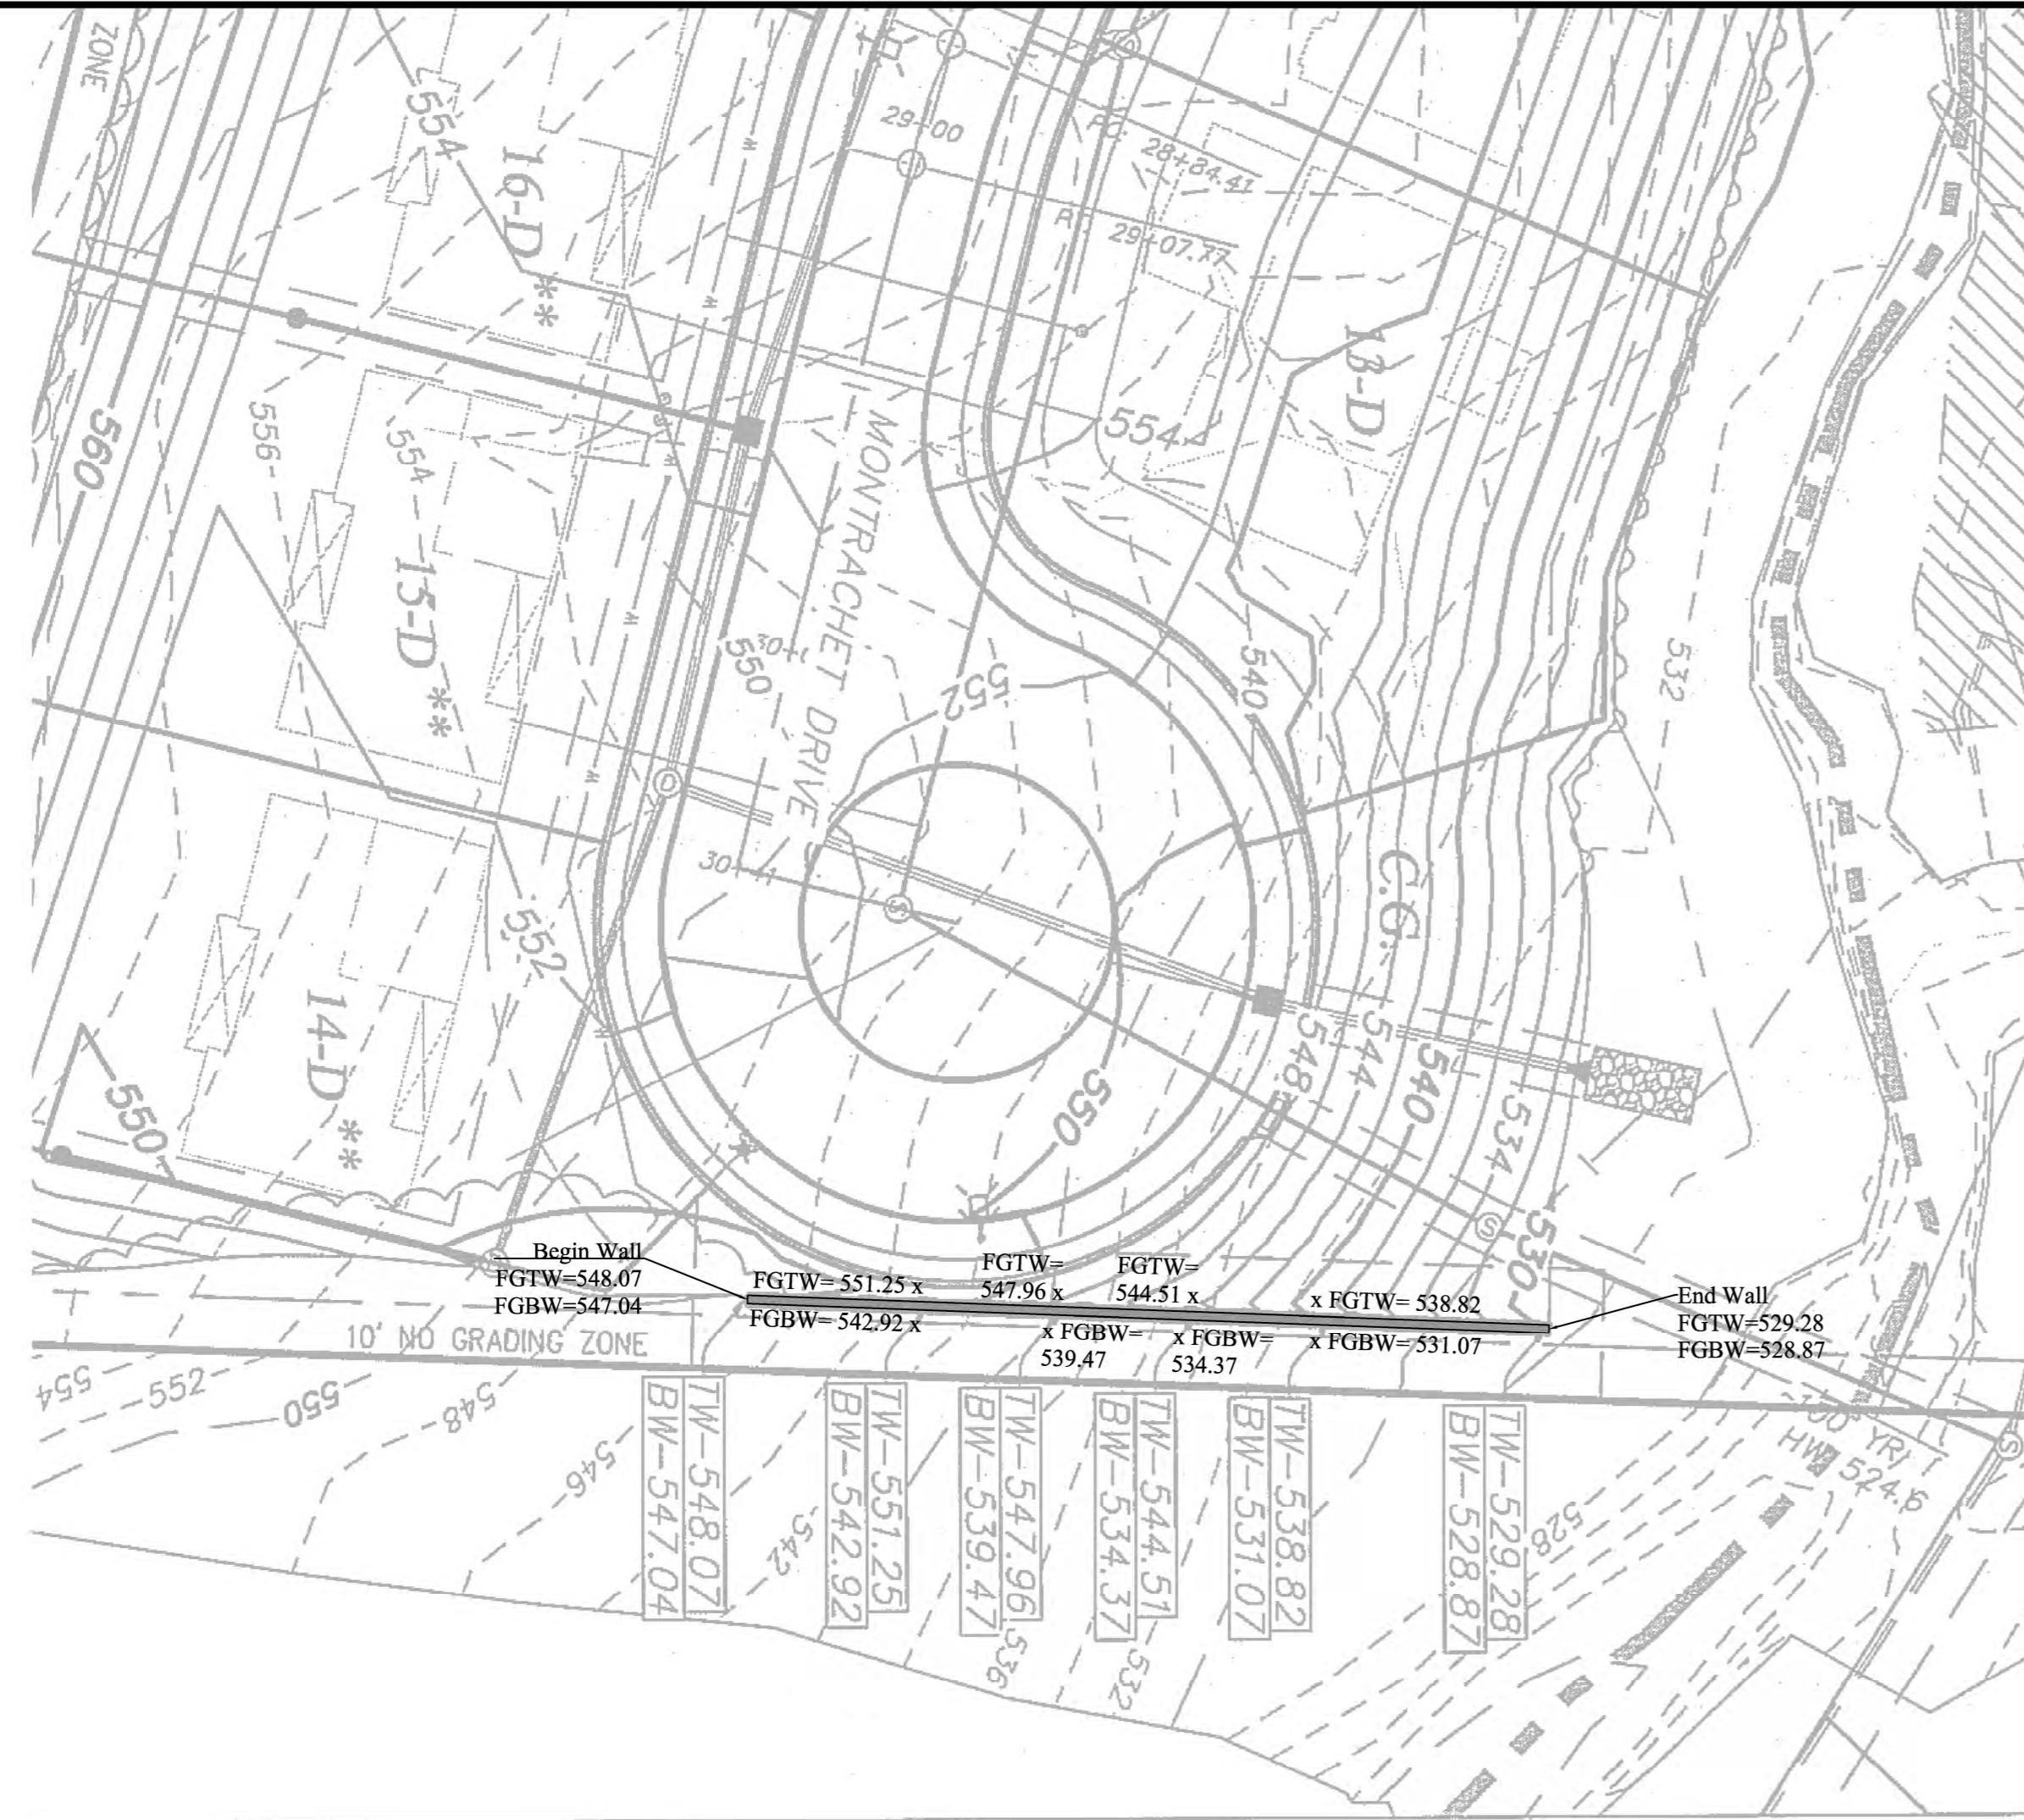 ZONE
554
16-D
**
29+00
PC:
28+84.41
29+07.77
13-D
560
556
554
15-D
**
MONTRACHET DRIVE
554
550
552
540
532
30+11
C.G.
552
14-D
**
550
550
548
544
540
534
530
Begin Wall
FGTW=548.07
FGBW=547.04
FGTW= 551.25 x
FGBW= 542.92 x
FGTW=
547.96 x
FGTW=
544.51 x
x FGTW= 538.82
x FGBW=
539.47
x FGBW=
534.37
x FGBW= 531.07
End Wall
FGTW=529.28
FGBW=528.87
10' NO GRADING ZONE
554
552
550
548
546
542
536
532
528
TW-548.07
BW-547.04
TW-551.25
BW-542.92
TW-547.96
BW-539.47
TW-544.51
BW-534.37
TW-538.82
BW-531.07
TW-529.28
BW-528.87
100 YR
HW 524.6